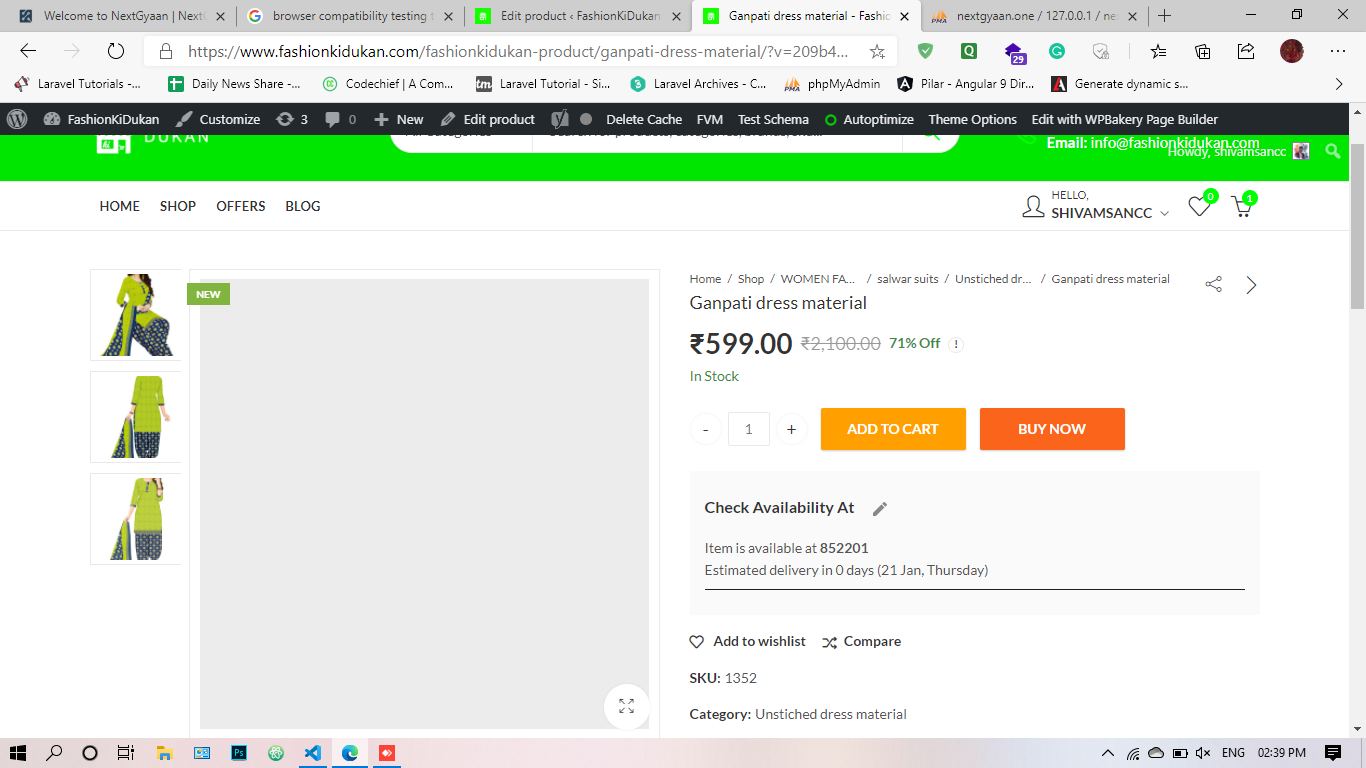 Welcome to NextGyaan | Next
browser compatibility testing t
Edit product ‹ FashionKiDukan
Ganpati dress material - Fashio
nextgyaan.one / 127.0.0.1 / ne
https://www.fashionkidukan.com/fashionkidukan-product/ganpati-dress-material/?v=209b4...
29
Laravel Tutorials -...
Daily News Share -...
Codechief | A Com...
Laravel Tutorial - Si...
Laravel Archives - C...
phpMyAdmin
Pilar - Angular 9 Dir...
Generate dynamic s...
FashionKiDukan
Customize
3
0
New
Edit product
Delete Cache
FVM
Test Schema
Autoptimize
Theme Options
Edit with WPBakery Page Builder
DUKAN
Email: info@fashionkidukan.com
Howdy, shivamsancc
HOME
SHOP
OFFERS
BLOG
HELLO,
SHIVAMSANCC
0
1
NEW
Home / Shop / WOMEN FA... / salwar suits / Unstiched dr... / Ganpati dress material
Ganpati dress material
₹599.00 ₹2,100.00 71% Off !
In Stock
- 1 + ADD TO CART BUY NOW
Check Availability At
Item is available at 852201
Estimated delivery in 0 days (21 Jan, Thursday)
Add to wishlist Compare
SKU: 1352
Category: Unstiched dress material
Ps
ENG
02:39 PM